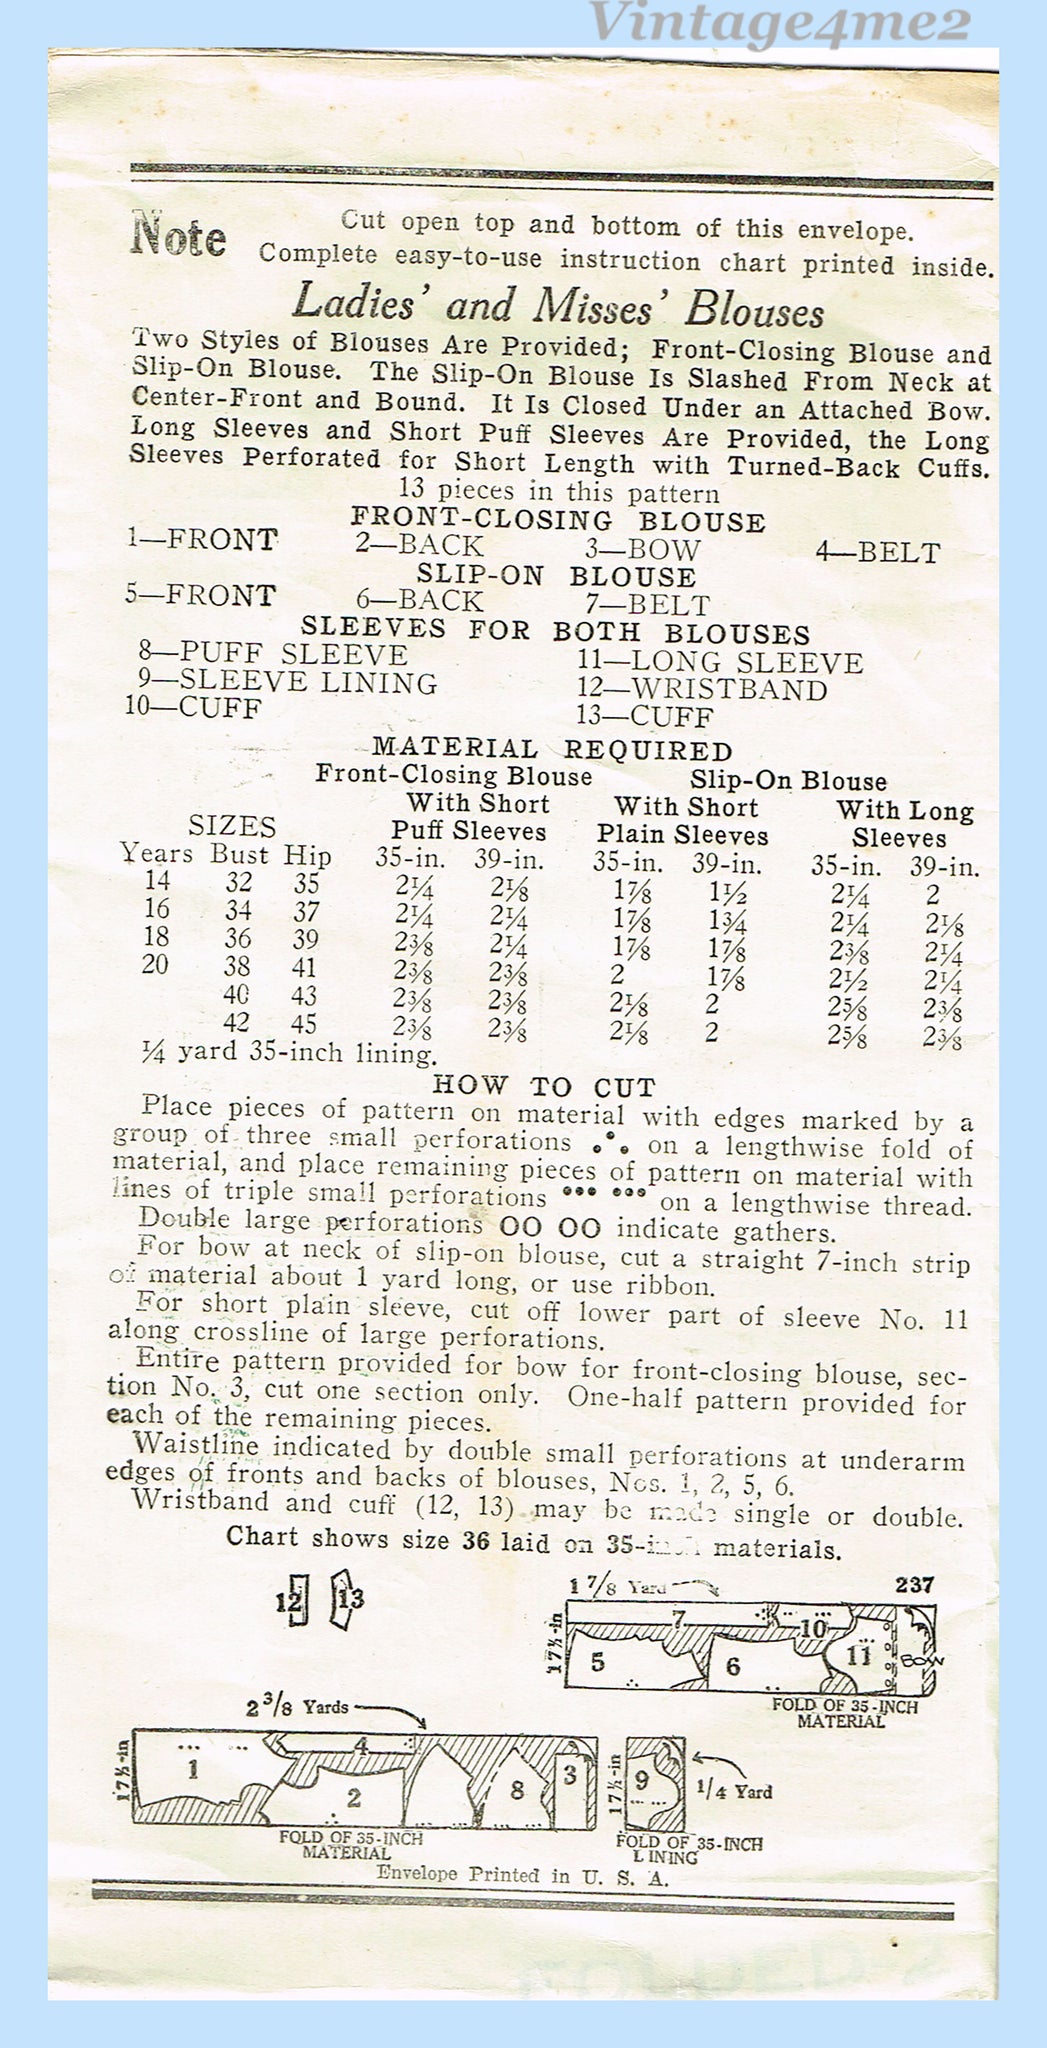 Vintage4me2
Note Cut open top and bottom of this envelope.
Complete easy-to-use instruction chart printed inside.
Ladies' and Misses' Blouses
Two Styles of Blouses Are Provided; Front-Closing Blouse and
Slip-On Blouse. The Slip-On Blouse Is Slashed From Neck at
Center-Front and Bound. It Is Closed Under an Attached Bow.
Long Sleeves and Short Puff Sleeves Are Provided, the Long
Sleeves Perforated for Short Length with Turned-Back Cuffs.
13 pieces in this pattern
FRONT-CLOSING BLOUSE
1—FRONT 2—BACK 3—BOW 4—BELT
SLIP-ON BLOUSE
5—FRONT 6—BACK 7—BELT
SLEEVES FOR BOTH BLOUSES
8—PUFF SLEEVE 11—LONG SLEEVE
9—SLEEVE LINING 12—WRISTBAND
10—CUFF 13—CUFF
MATERIAL REQUIRED
Front-Closing Blouse Slip-On Blouse
With Short With Short With Long
SIZES Puff Sleeves Plain Sleeves Sleeves
Years Bust Hip 35-in. 39-in. 35-in. 39-in. 35-in. 39-in.
14 32 35 2¼ 2⅛ 1⅞ 1½ 2¼ 2
16 34 37 2¼ 2¼ 1⅞ 1¾ 2¼ 2⅛
18 36 39 2⅜ 2¼ 1⅞ 1⅞ 2⅜ 2¼
20 38 41 2⅜ 2⅜ 2 1⅞ 2½ 2¼
40 43 2⅜ 2⅜ 2⅛ 2 2⅝ 2⅜
42 45 2⅜ 2⅜ 2⅛ 2 2⅝ 2⅜
¼ yard 35-inch lining.
HOW TO CUT
Place pieces of pattern on material with edges marked by a
group of three small perforations on a lengthwise fold of
material, and place remaining pieces of pattern on material with
lines of triple small perforations ••• ••• on a lengthwise thread.
Double large perforations OO OO indicate gathers.
For bow at neck of slip-on blouse, cut a straight 7-inch strip
of material about 1 yard long, or use ribbon.
For short plain sleeve, cut off lower part of sleeve No. 11
along crossline of large perforations.
Entire pattern provided for bow for front-closing blouse, sec-
tion No. 3, cut one section only. One-half pattern provided for
each of the remaining pieces.
Waistline indicated by double small perforations at underarm
edges of fronts and backs of blouses, Nos. 1, 2, 5, 6.
Wristband and cuff (12, 13) may be made single or double.
Chart shows size 36 laid on 35-inch materials.
12 13
1 7/8 Yard 237
17½-in 7 10
5 6 11 BOW
FOLD OF 35-INCH
MATERIAL
2 3/8 Yards
17½-in 1 4 2 8 3
17½-in 9 1/4 Yard
FOLD OF 35-INCH
MATERIAL
FOLD OF 35-INCH
LINING
Envelope Printed in U. S. A.